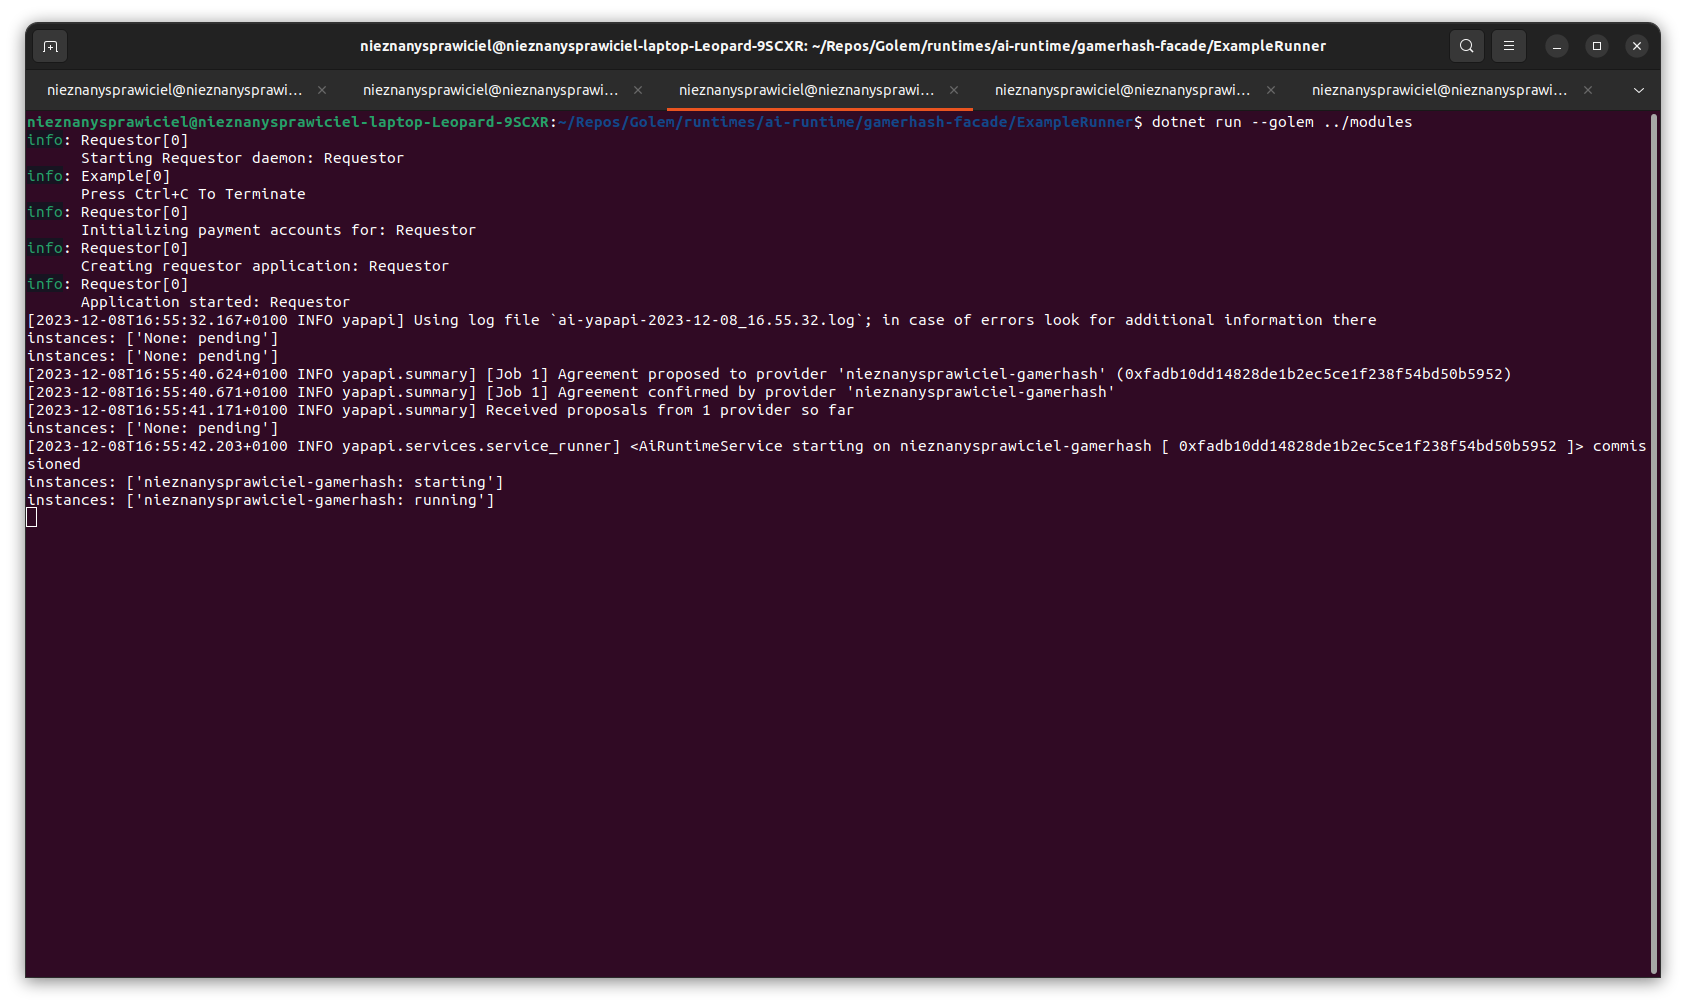 nieznanysprawiciel@nieznanysprawiciel-laptop-Leopard-9SCXR: ~/Repos/Golem/runtimes/ai-runtime/gamerhash-facade/ExampleRunner
nieznanysprawiciel@nieznanysprawi... nieznanysprawiciel@nieznanysprawi... nieznanysprawiciel@nieznanysprawi... nieznanysprawiciel@nieznanysprawi... nieznanysprawiciel@nieznanysprawi...
nieznanysprawiciel@nieznanysprawiciel-laptop-Leopard-9SCXR:~/Repos/Golem/runtimes/ai-runtime/gamerhash-facade/ExampleRunner$ dotnet run --golem ../modules
info: Requestor[0]
      Starting Requestor daemon: Requestor
info: Example[0]
      Press Ctrl+C To Terminate
info: Requestor[0]
      Initializing payment accounts for: Requestor
info: Requestor[0]
      Creating requestor application: Requestor
info: Requestor[0]
      Application started: Requestor
[2023-12-08T16:55:32.167+0100 INFO yapapi] Using log file `ai-yapapi-2023-12-08_16.55.32.log`; in case of errors look for additional information there
instances: ['None: pending']
instances: ['None: pending']
[2023-12-08T16:55:40.624+0100 INFO yapapi.summary] [Job 1] Agreement proposed to provider 'nieznanysprawiciel-gamerhash' (0xfadb10dd14828de1b2ec5ce1f238f54bd50b5952)
[2023-12-08T16:55:40.671+0100 INFO yapapi.summary] [Job 1] Agreement confirmed by provider 'nieznanysprawiciel-gamerhash'
[2023-12-08T16:55:41.171+0100 INFO yapapi.summary] Received proposals from 1 provider so far
instances: ['None: pending']
[2023-12-08T16:55:42.203+0100 INFO yapapi.services.service_runner] <AiRuntimeService starting on nieznanysprawiciel-gamerhash [ 0xfadb10dd14828de1b2ec5ce1f238f54bd50b5952 ]> commis
sioned
instances: ['nieznanysprawiciel-gamerhash: starting']
instances: ['nieznanysprawiciel-gamerhash: running']